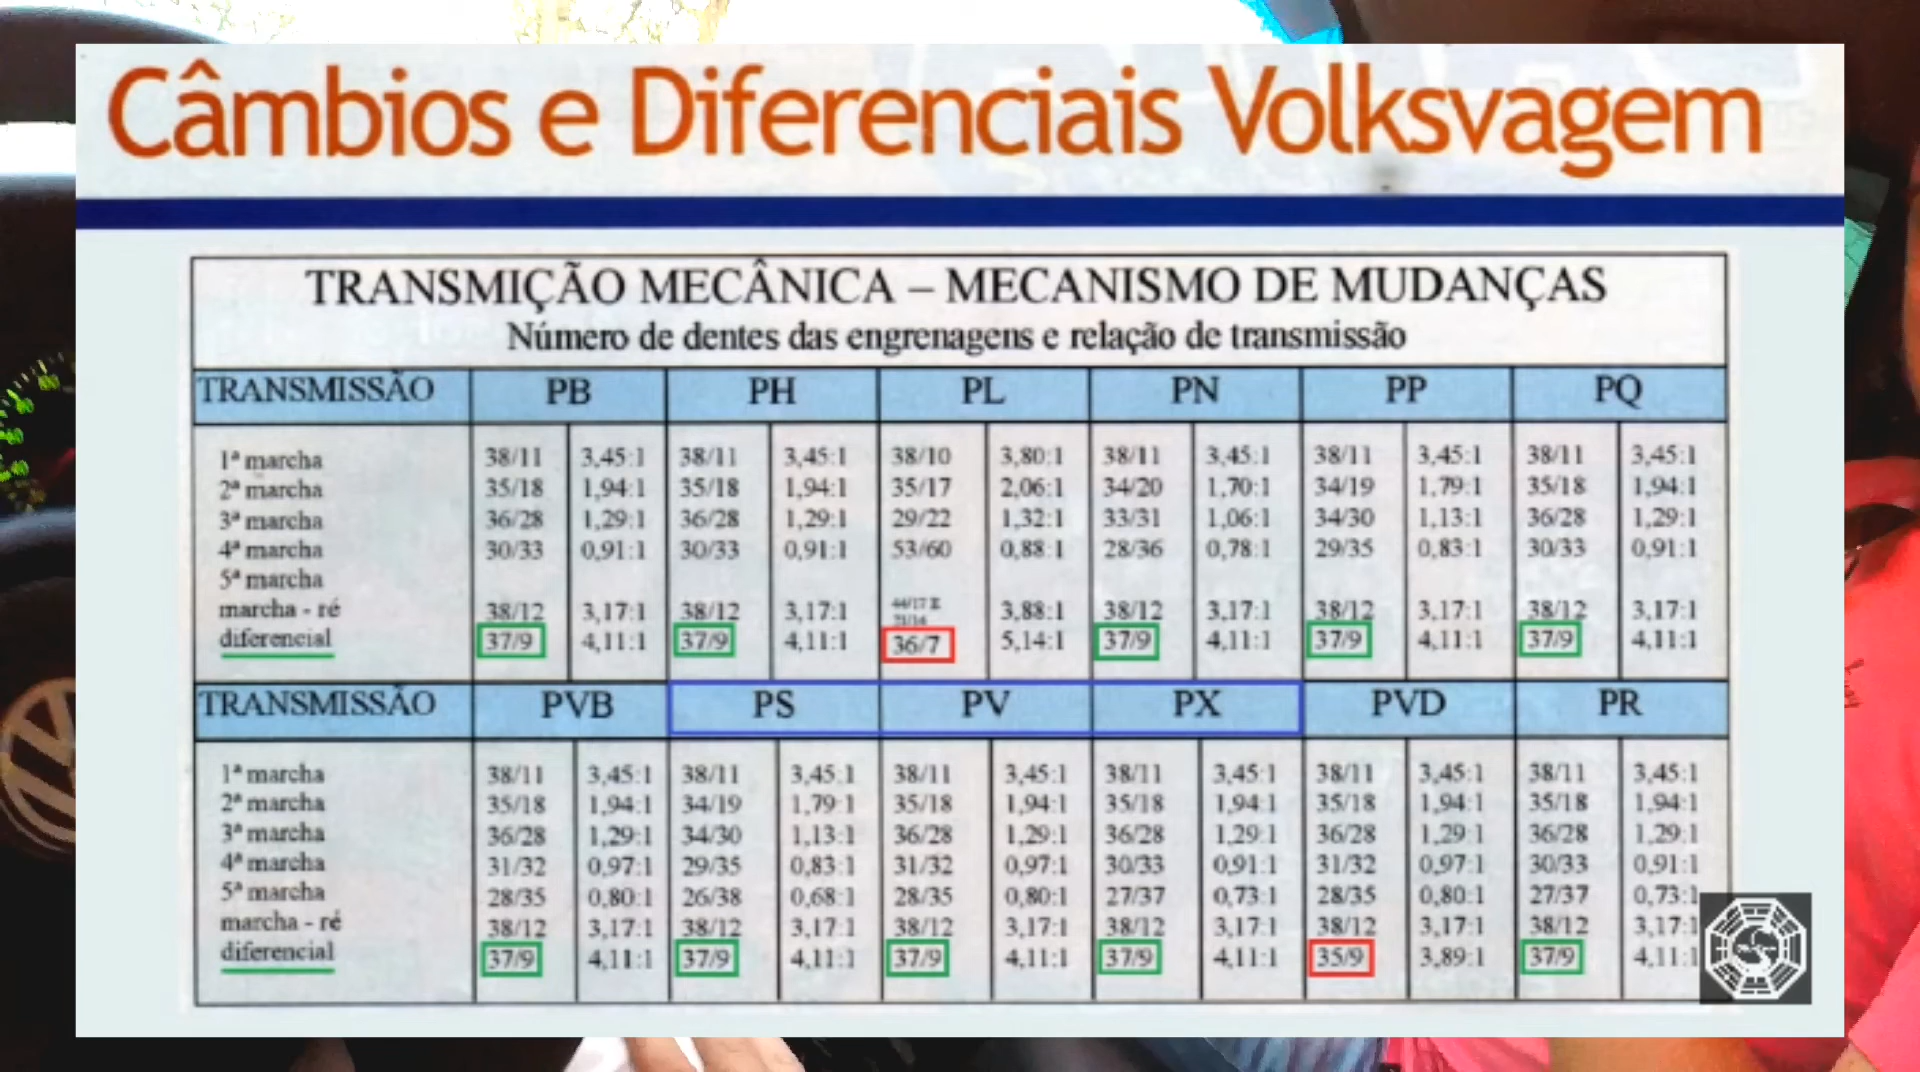 Câmbios e Diferenciais Volksvagem
TRANSMIÇÃO MECÂNICA – MECANISMO DE MUDANÇAS
Número de dentes das engrenagens e relação de transmissão
TRANSMISSÃO PB PH PL PN PP PQ
1ª marcha 38/11 3,45:1 38/11 3,45:1 38/10 3,80:1 38/11 3,45:1 38/11 3,45:1 38/11 3,45:1
2ª marcha 35/18 1,94:1 35/18 1,94:1 35/17 2,06:1 34/20 1,70:1 34/19 1,79:1 35/18 1,94:1
3ª marcha 36/28 1,29:1 36/28 1,29:1 29/22 1,32:1 33/31 1,06:1 34/30 1,13:1 36/28 1,29:1
4ª marcha 30/33 0,91:1 30/33 0,91:1 53/60 0,88:1 28/36 0,78:1 29/35 0,83:1 30/33 0,91:1
5ª marcha
marcha - ré 38/12 3,17:1 38/12 3,17:1 3,88:1 38/12 3,17:1 38/12 3,17:1 38/12 3,17:1
diferencial 37/9 4,11:1 37/9 4,11:1 36/7 5,14:1 37/9 4,11:1 37/9 4,11:1 37/9 4,11:1
TRANSMISSÃO PVB PS PV PX PVD PR
1ª marcha 38/11 3,45:1 38/11 3,45:1 38/11 3,45:1 38/11 3,45:1 38/11 3,45:1 38/11 3,45:1
2ª marcha 35/18 1,94:1 34/19 1,79:1 35/18 1,94:1 35/18 1,94:1 35/18 1,94:1 35/18 1,94:1
3ª marcha 36/28 1,29:1 34/30 1,13:1 36/28 1,29:1 36/28 1,29:1 36/28 1,29:1 36/28 1,29:1
4ª marcha 31/32 0,97:1 29/35 0,83:1 31/32 0,97:1 30/33 0,91:1 31/32 0,97:1 30/33 0,91:1
5ª marcha 28/35 0,80:1 26/38 0,68:1 28/35 0,80:1 27/37 0,73:1 28/35 0,80:1 27/37 0,73:1
marcha - ré 38/12 3,17:1 38/12 3,17:1 38/12 3,17:1 38/12 3,17:1 38/12 3,17:1 38/12 3,17:1
diferencial 37/9 4,11:1 37/9 4,11:1 37/9 4,11:1 37/9 4,11:1 35/9 3,89:1 37/9 4,11:1